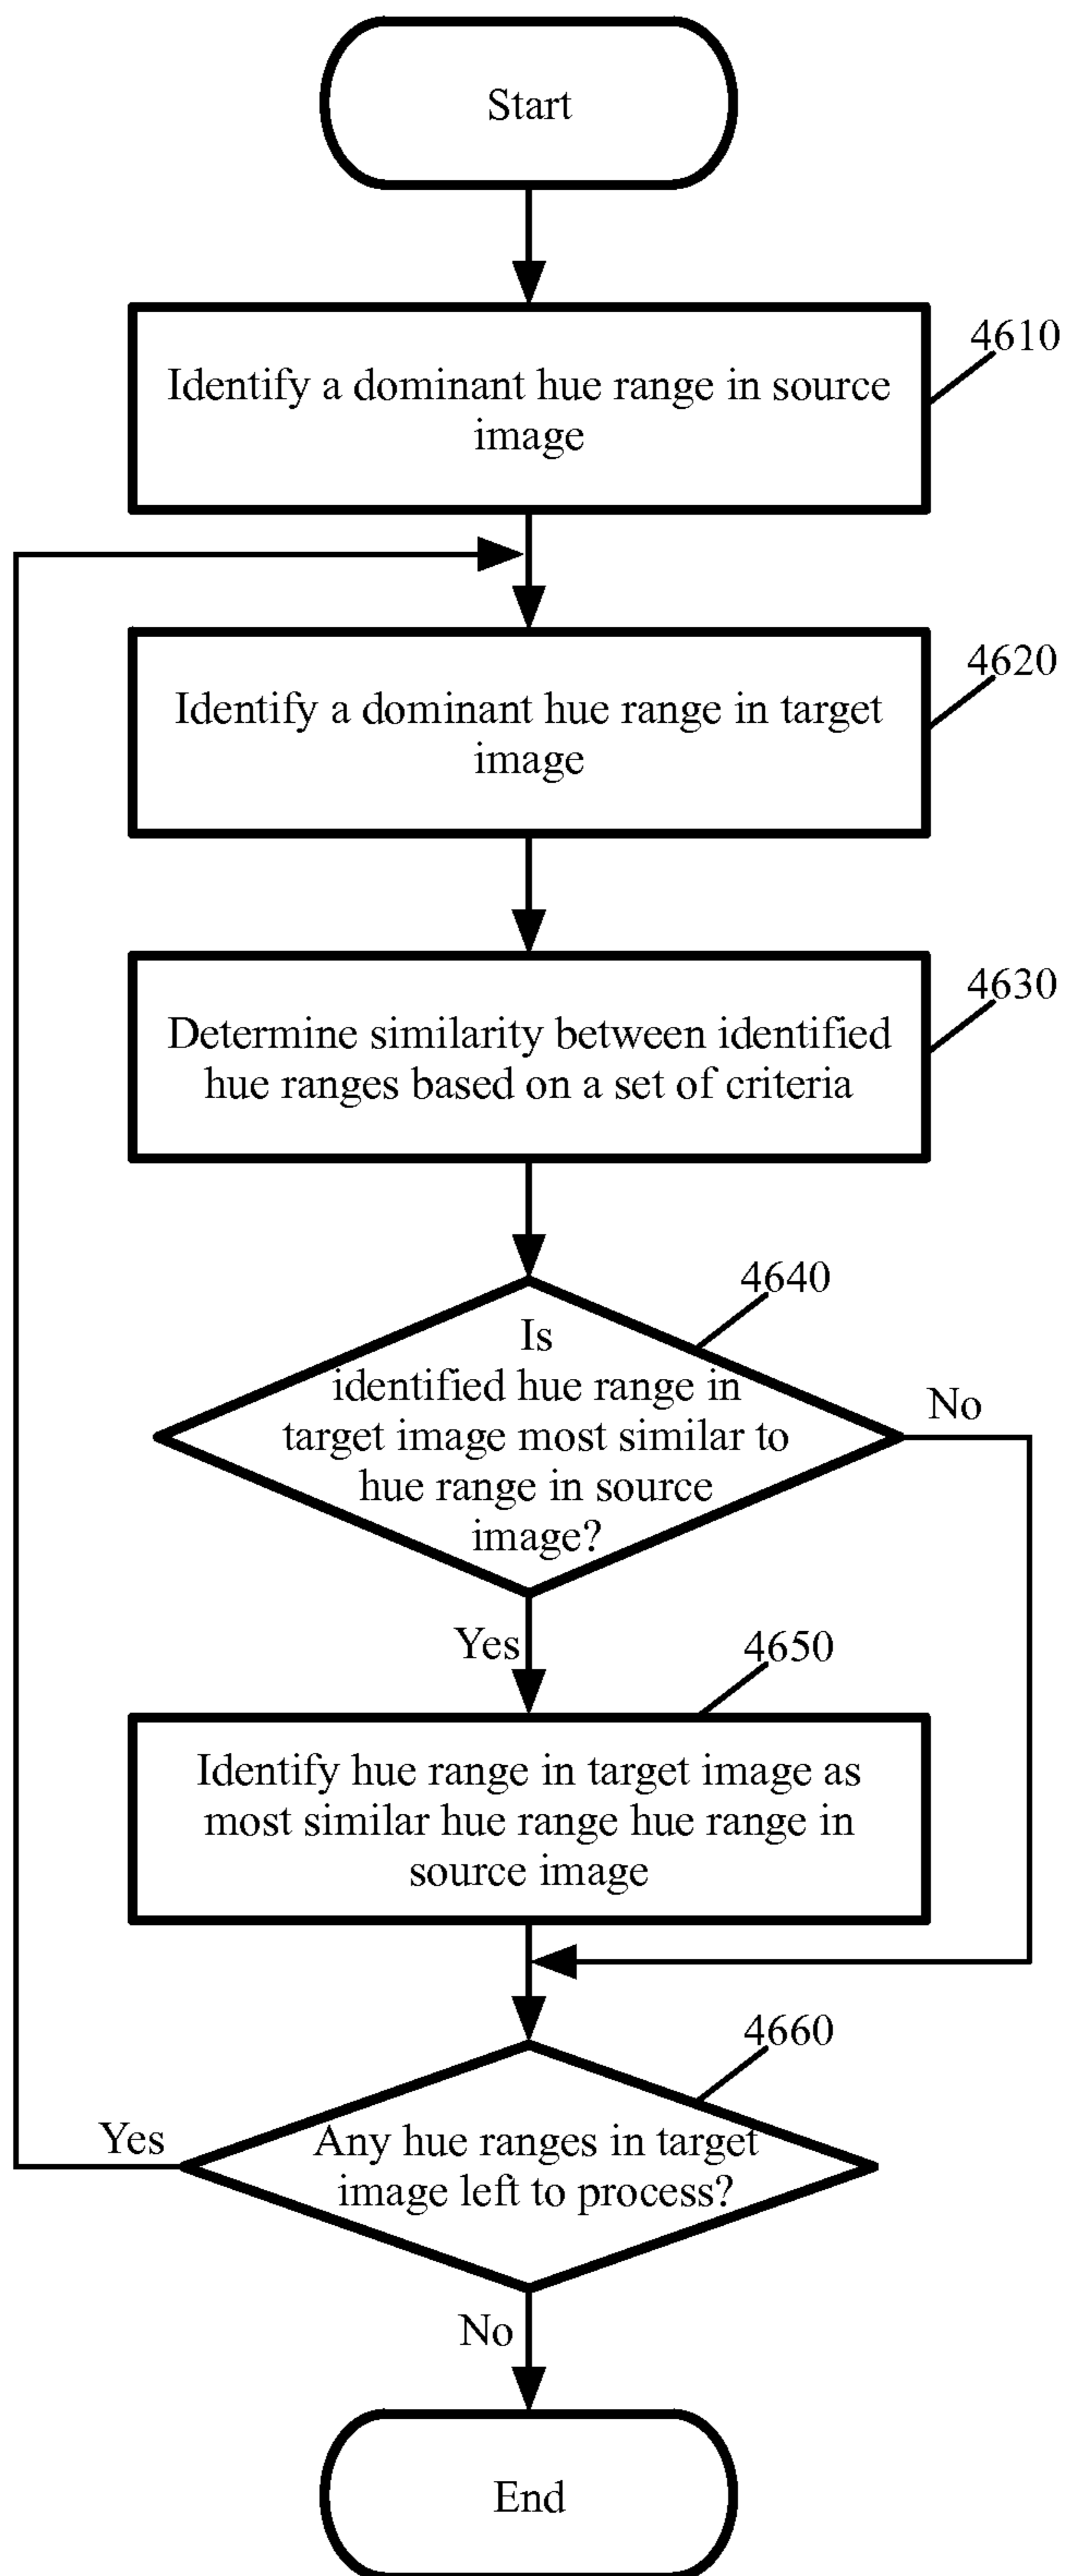 Start
4610
Identify a dominant hue range in source
image
4620
Identify a dominant hue range in target
image
4630
Determine similarity between identified
hue ranges based on a set of criteria
4640
Is
identified hue range in
target image most similar to
hue range in source
image?
No
Yes
4650
Identify hue range in target image as
most similar hue range hue range in
source image
4660
Any hue ranges in target
image left to process?
Yes
No
End